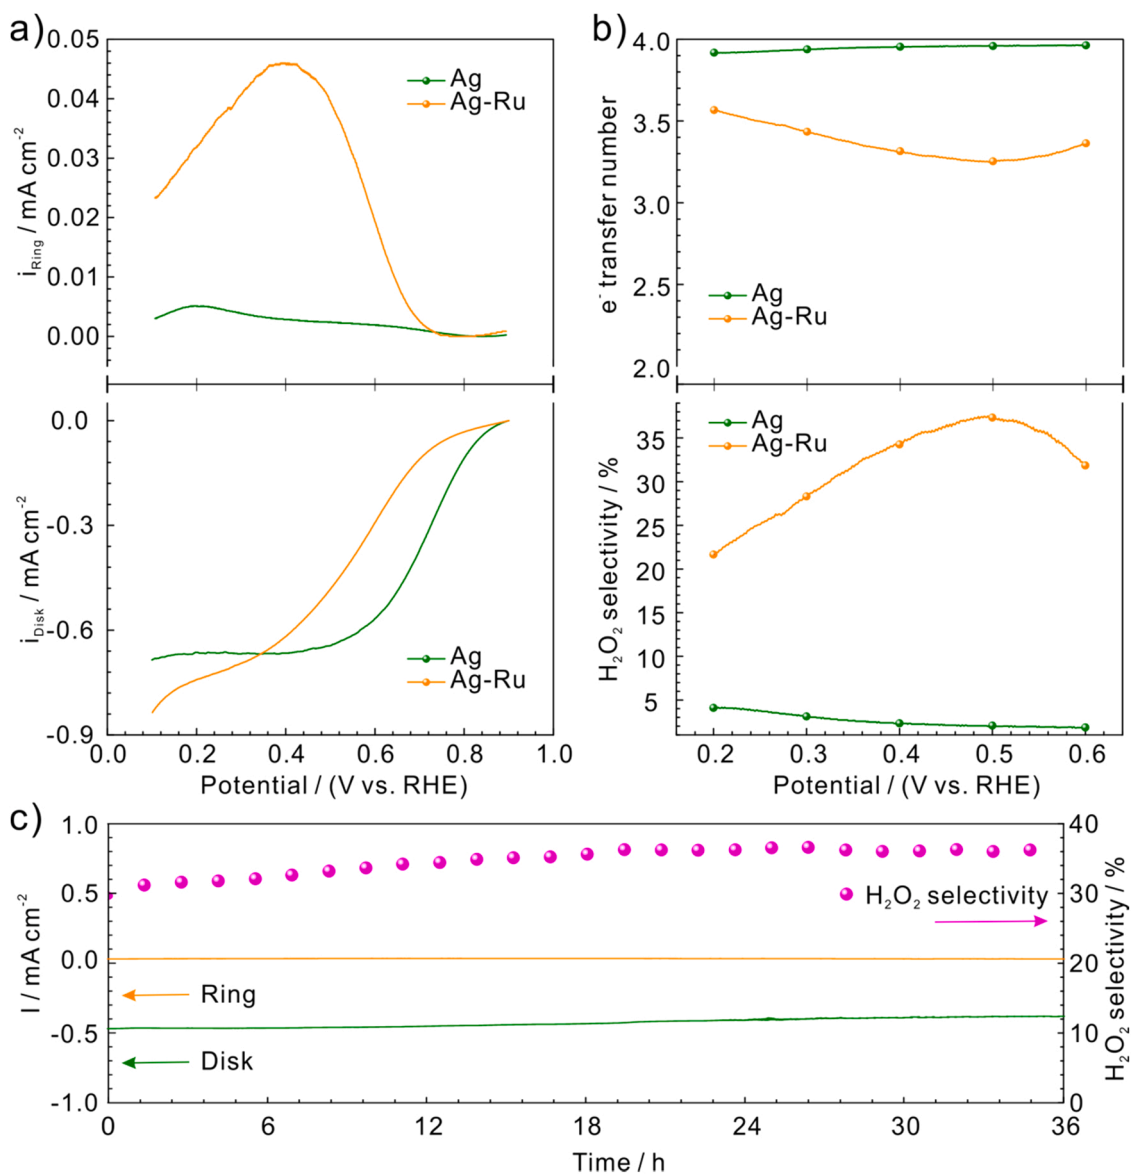 a)
0.05
0.04
0.03
0.02
0.01
0.00
i_Ring / mA cm⁻²
Ag
Ag-Ru
0.0
-0.3
-0.6
-0.9
i_Disk / mA cm⁻²
Ag
Ag-Ru
0.0 0.2 0.4 0.6 0.8 1.0
Potential / (V vs. RHE)
b)
4.0
3.5
3.0
2.5
2.0
e⁻ transfer number
Ag
Ag-Ru
35
30
25
20
15
10
5
H₂O₂ selectivity / %
Ag
Ag-Ru
0.2 0.3 0.4 0.5 0.6
Potential / (V vs. RHE)
c)
1.0
0.5
0.0
-0.5
-1.0
I / mA cm⁻²
H₂O₂ selectivity
Ring
Disk
40
30
20
10
0
H₂O₂ selectivity / %
0 6 12 18 24 30 36
Time / h